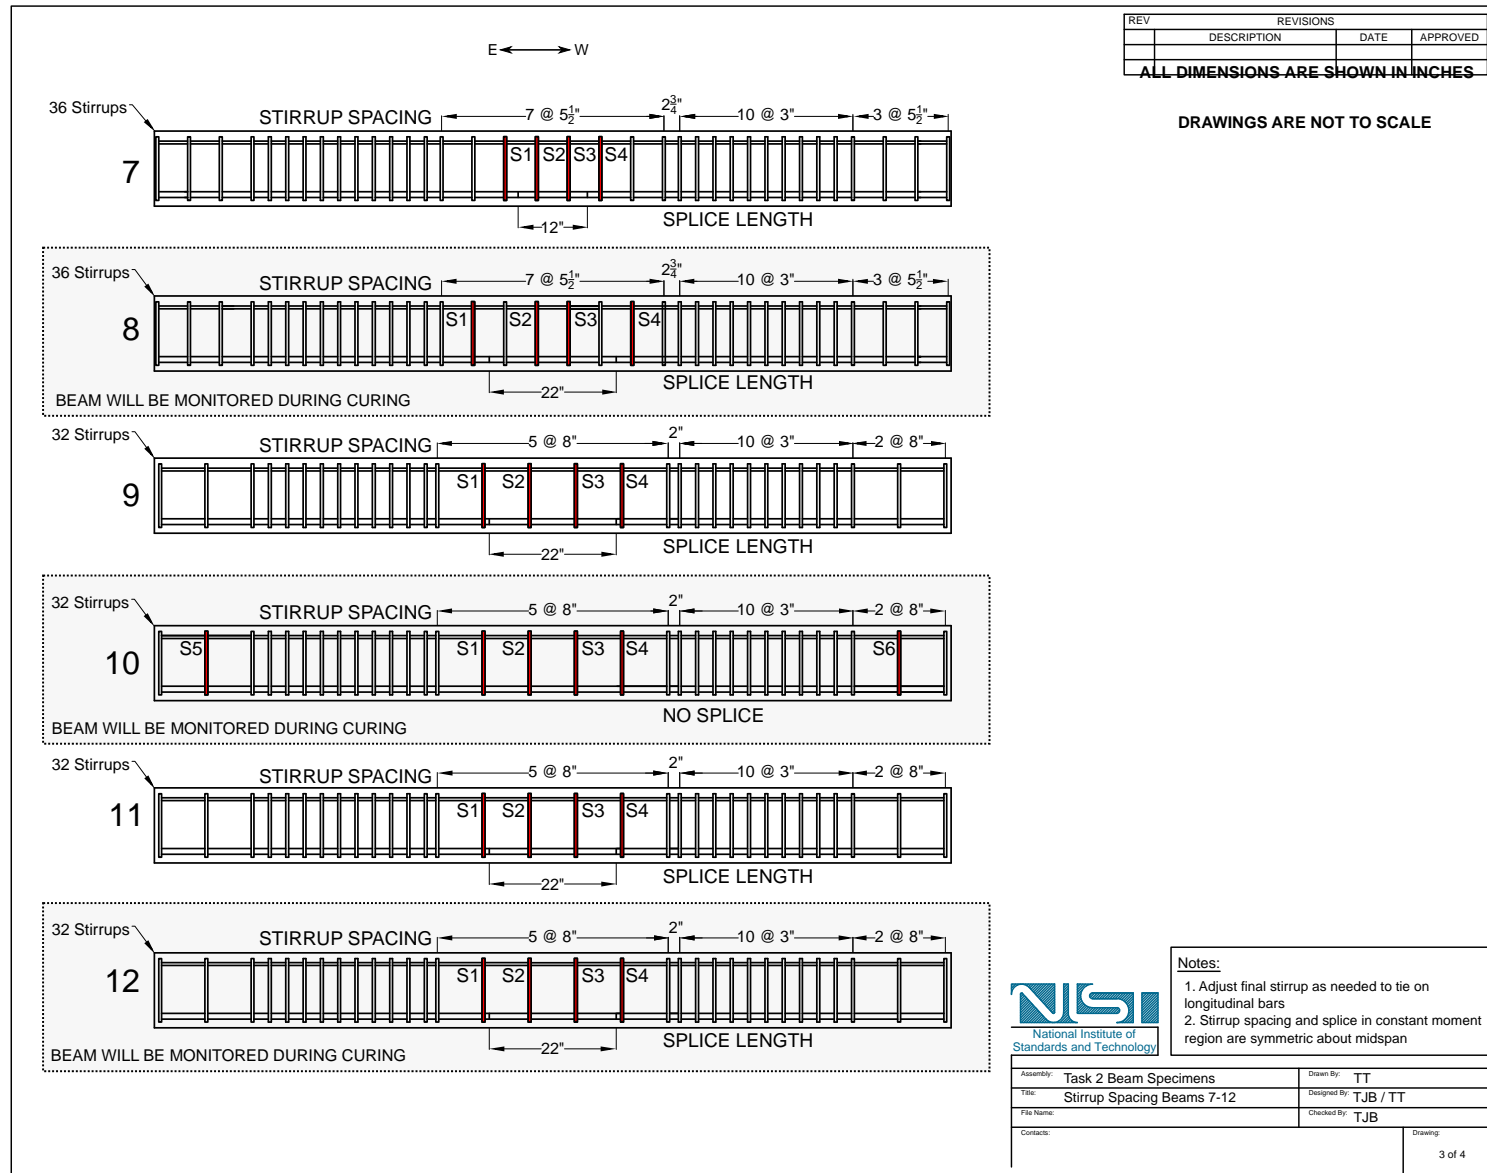 REV REVISIONS
DESCRIPTION DATE APPROVED
ALL DIMENSIONS ARE SHOWN IN INCHES
DRAWINGS ARE NOT TO SCALE
E W
36 Stirrups STIRRUP SPACING 7 @ 5½" 2¾" 10 @ 3" 3 @ 5½"
7 S1 S2 S3 S4
12" SPLICE LENGTH
36 Stirrups STIRRUP SPACING 7 @ 5½" 2¾" 10 @ 3" 3 @ 5½"
8 S1 S2 S3 S4
22" SPLICE LENGTH
BEAM WILL BE MONITORED DURING CURING
32 Stirrups STIRRUP SPACING 5 @ 8" 2" 10 @ 3" 2 @ 8"
9 S1 S2 S3 S4
22" SPLICE LENGTH
32 Stirrups STIRRUP SPACING 5 @ 8" 2" 10 @ 3" 2 @ 8"
10 S5 S1 S2 S3 S4 S6
NO SPLICE
BEAM WILL BE MONITORED DURING CURING
32 Stirrups STIRRUP SPACING 5 @ 8" 2" 10 @ 3" 2 @ 8"
11 S1 S2 S3 S4
22" SPLICE LENGTH
32 Stirrups STIRRUP SPACING 5 @ 8" 2" 10 @ 3" 2 @ 8"
12 S1 S2 S3 S4
22" SPLICE LENGTH
BEAM WILL BE MONITORED DURING CURING
NIST
National Institute of
Standards and Technology
Notes:
1. Adjust final stirrup as needed to tie on
longitudinal bars
2. Stirrup spacing and splice in constant moment
region are symmetric about midspan
Assembly: Task 2 Beam Specimens Drawn By: TT
Title: Stirrup Spacing Beams 7-12 Designed By: TJB / TT
File Name: Checked By: TJB
Contacts: Drawing:
3 of 4